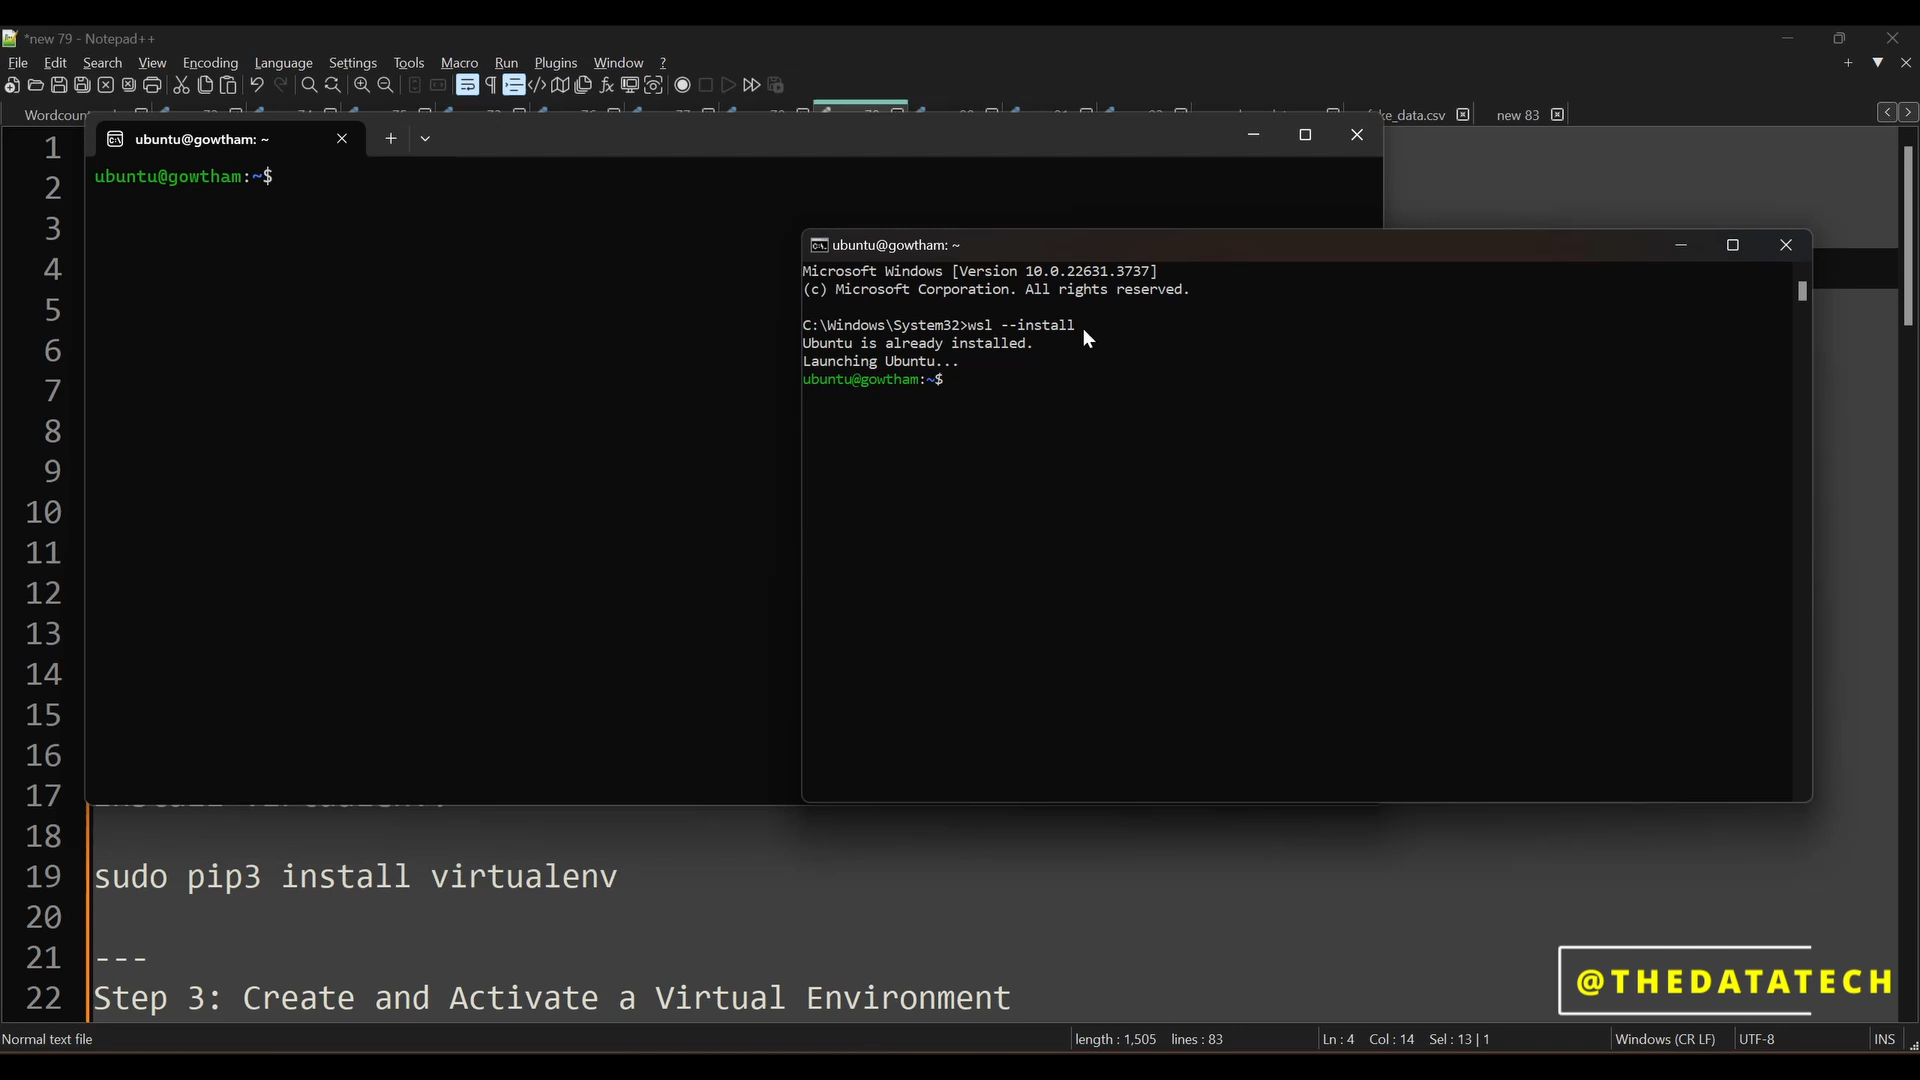 *new 79 - Notepad++
File Edit Search View Encoding Language Settings Tools Macro Run Plugins Window ?
ke_data.csv new 83
ubuntu@gowtham: ~
ubuntu@gowtham:~$
ubuntu@gowtham: ~
Microsoft Windows [Version 10.0.22631.3737]
(c) Microsoft Corporation. All rights reserved.
C:\Windows\System32>wsl --install
Ubuntu is already installed.
Launching Ubuntu...
ubuntu@gowtham:~$
1
2
3
4
5
6
7
8
9
10
11
12
13
14
15
16
17
18
19 sudo pip3 install virtualenv
20
21 ---
22 Step 3: Create and Activate a Virtual Environment
@THEDATATECH
Normal text file length : 1,505 lines : 83 Ln : 4 Col : 14 Sel : 13 | 1 Windows (CR LF) UTF-8 INS